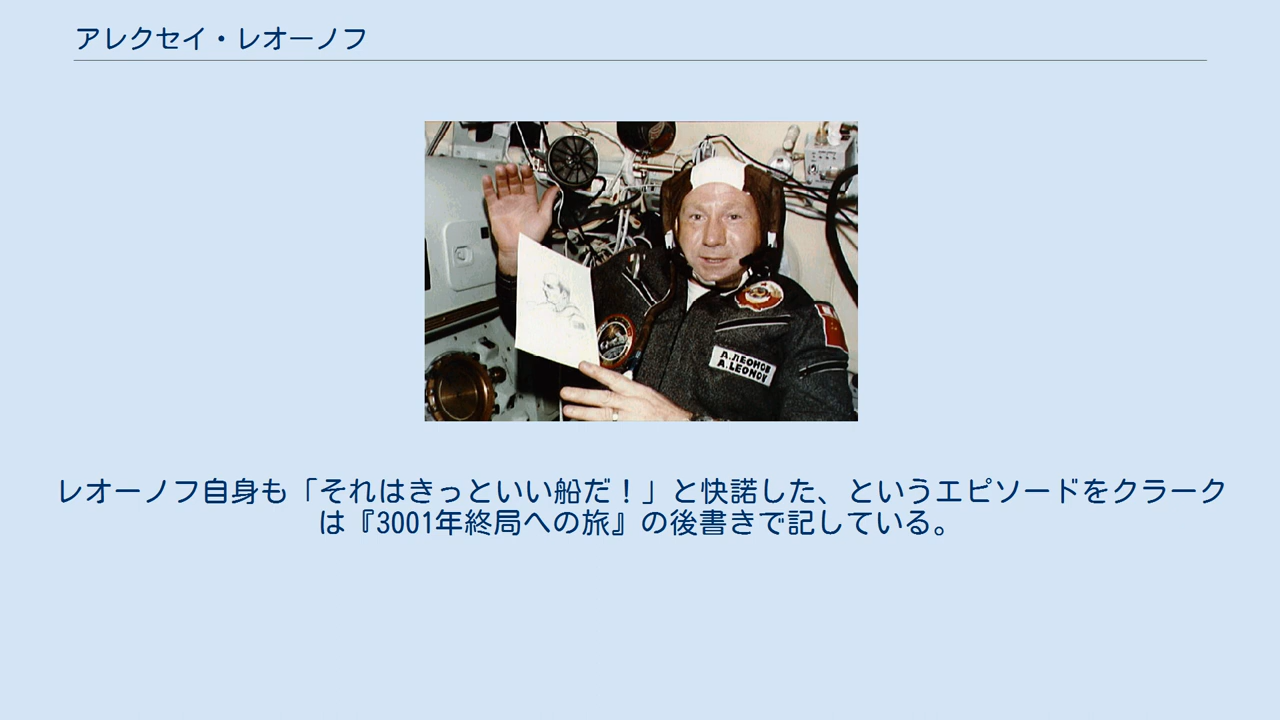 アレクセイ・レオーノフ
А.ЛЕОНОВ
A.LEONOV
レオーノフ自身も「それはきっといい船だ！」と快諾した、というエピソードをクラーク
は『3001年終局への旅』の後書きで記している。